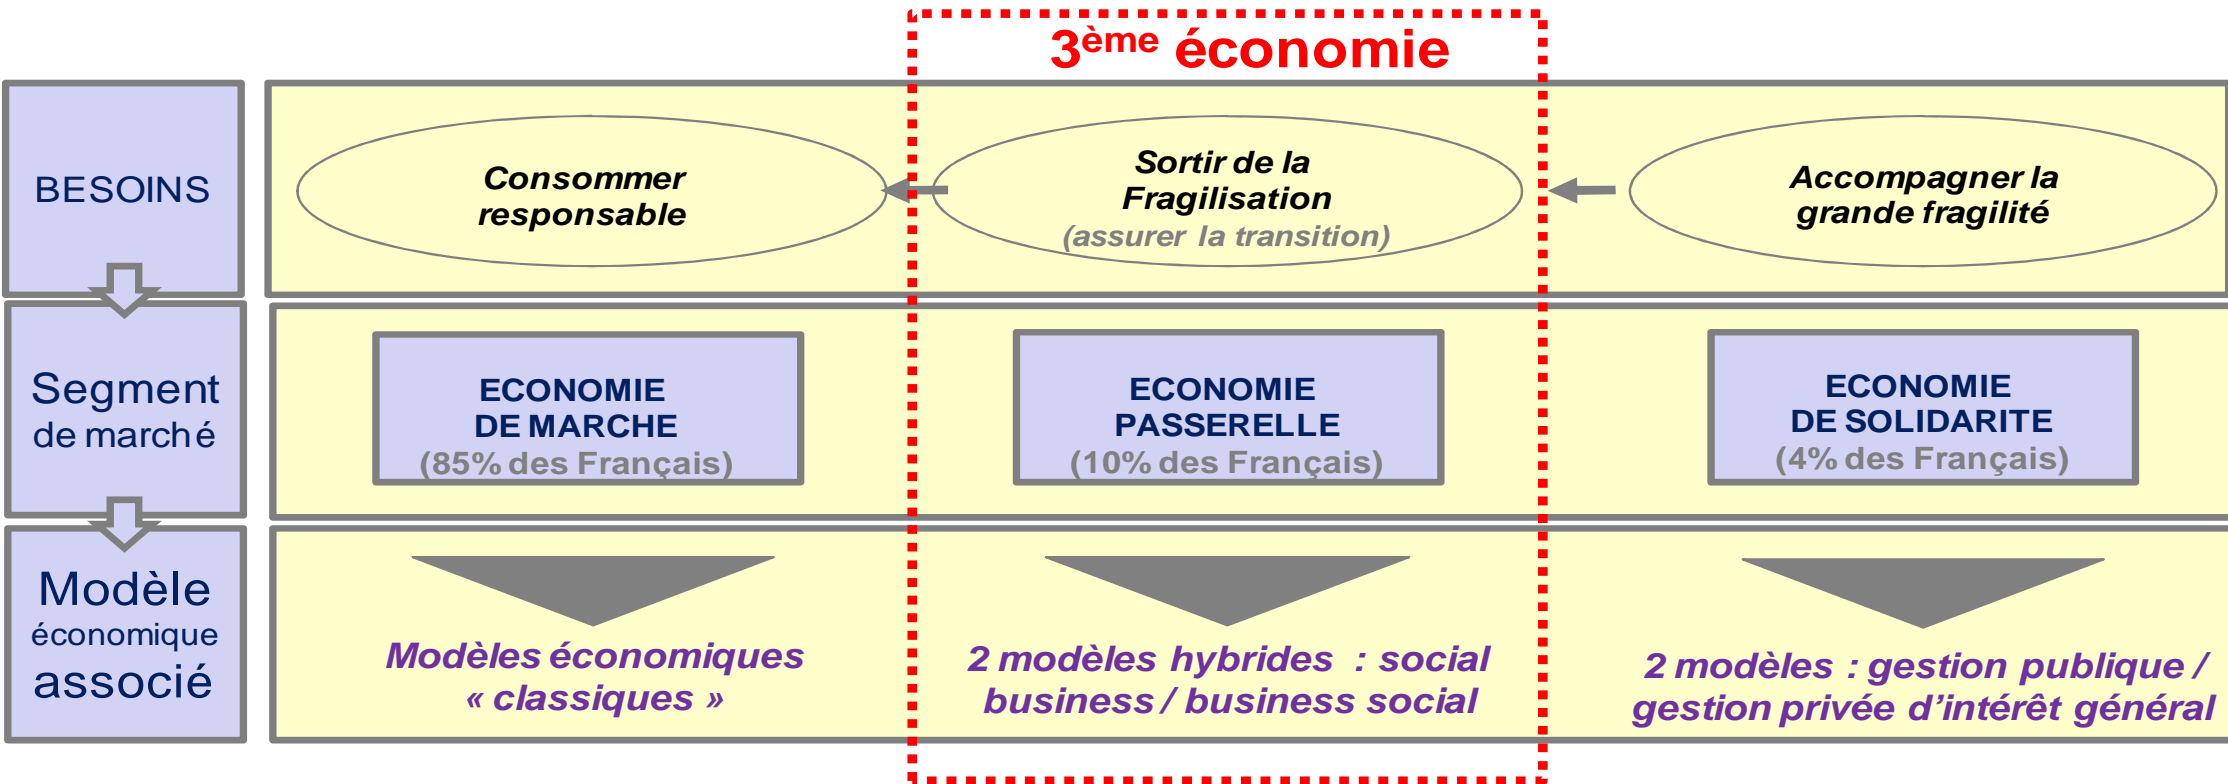 3ème économie
BESOINS
Consommer
responsable
Sortir de la
Fragilisation
(assurer la transition)
Accompagner la
grande fragilité
Segment
de marché
ECONOMIE
DE MARCHE
(85% des Français)
ECONOMIE
PASSERELLE
(10% des Français)
ECONOMIE
DE SOLIDARITE
(4% des Français)
Modèle
économique
associé
Modèles économiques
« classiques »
2 modèles hybrides : social
business / business social
2 modèles : gestion publique /
gestion privée d’intérêt général